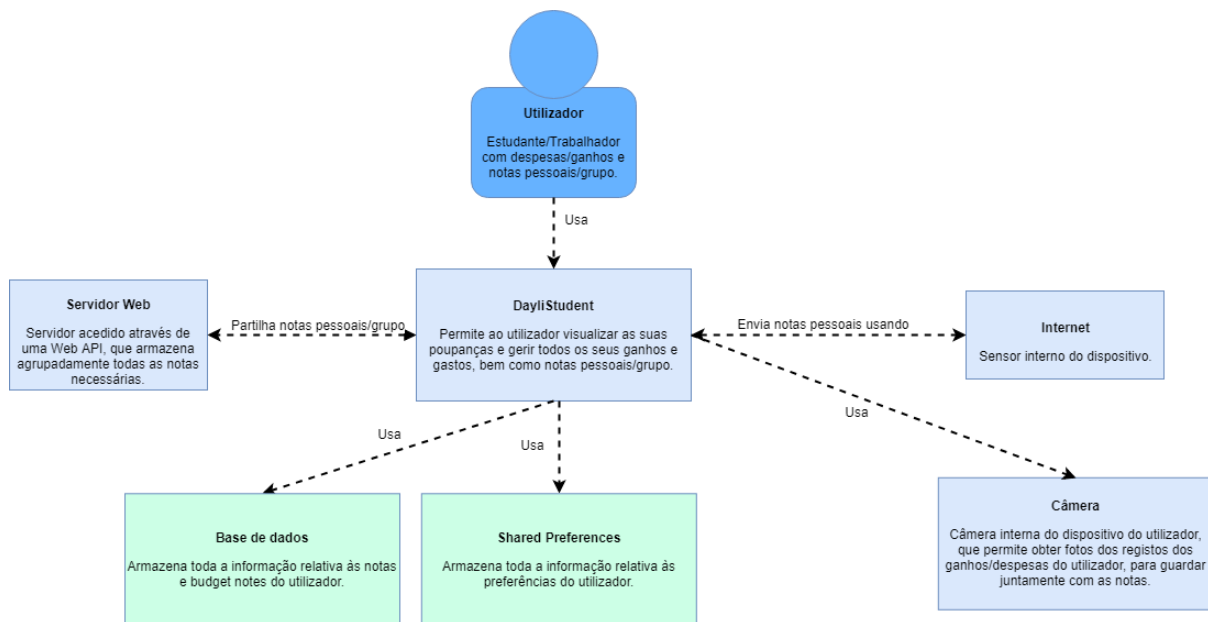 Utilizador
Estudante/Trabalhador
com despesas/ganhos e
notas pessoais/grupo.
Usa
Servidor Web
Servidor acedido através de
uma Web API, que armazena
agrupadamente todas as notas
necessárias.
Partilha notas pessoais/grupo
DayliStudent
Permite ao utilizador visualizar as suas
poupanças e gerir todos os seus ganhos e
gastos, bem como notas pessoais/grupo.
Envia notas pessoais usando
Internet
Sensor interno do dispositivo.
Usa
Usa
Usa
Base de dados
Armazena toda a informação relativa às notas
e budget notes do utilizador.
Shared Preferences
Armazena toda a informação relativa às
preferências do utilizador.
Câmera
Câmera interna do dispositivo do utilizador,
que permite obter fotos dos registos dos
ganhos/despesas do utilizador, para guardar
juntamente com as notas.